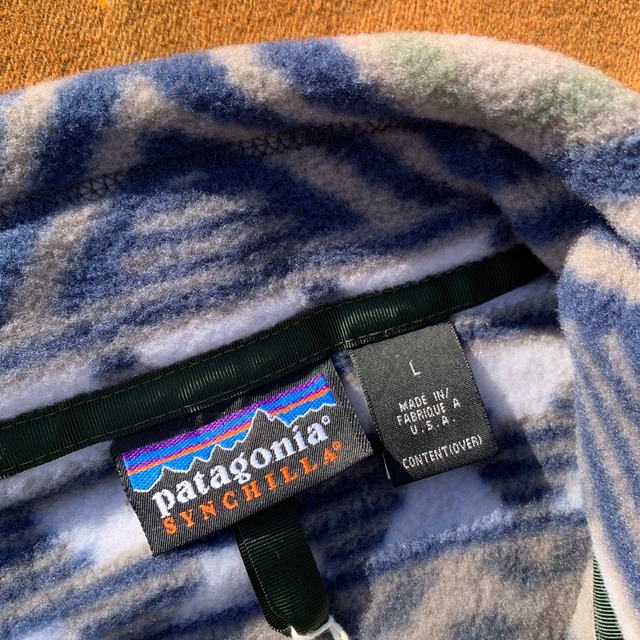 patagonia®
SYNCHILLA®
L
MADE IN/
FABRIQUE A
U.S.A.
CONTENT(OVER)